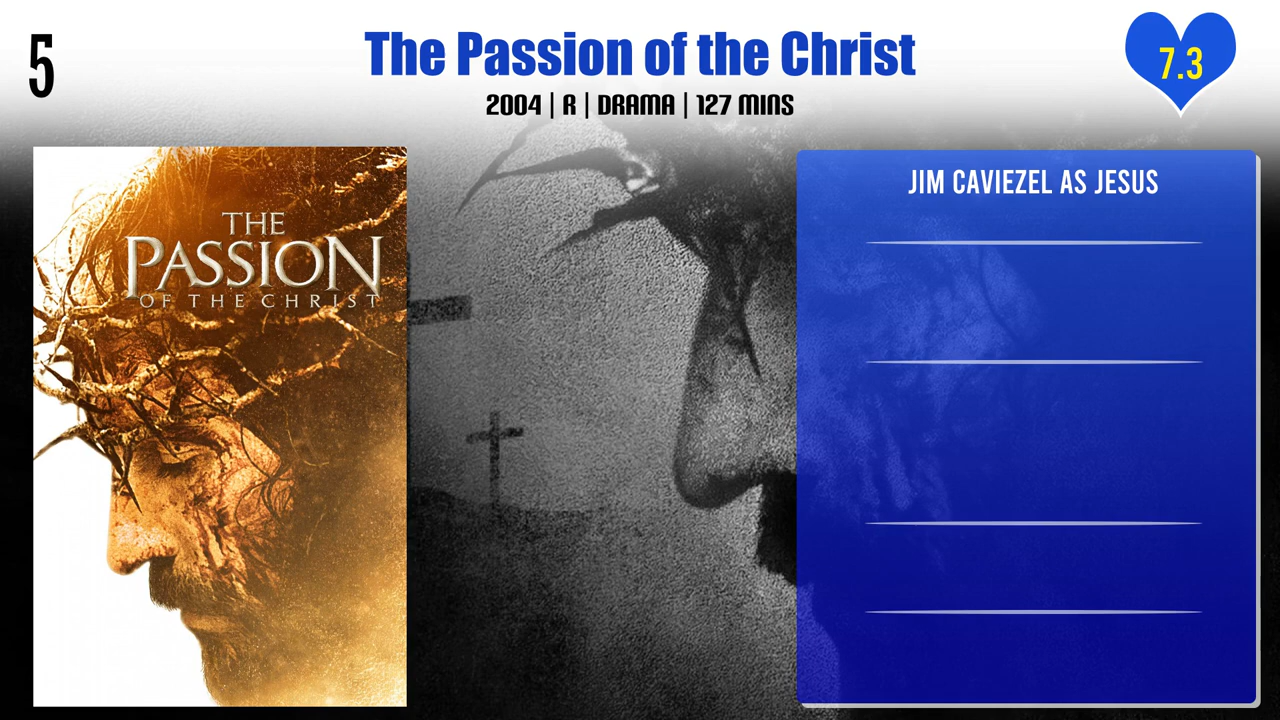 5
The Passion of the Christ
2004 | R | DRAMA | 127 MINS
7.3
THE
PASSION
OF THE CHRIST
JIM CAVIEZEL AS JESUS